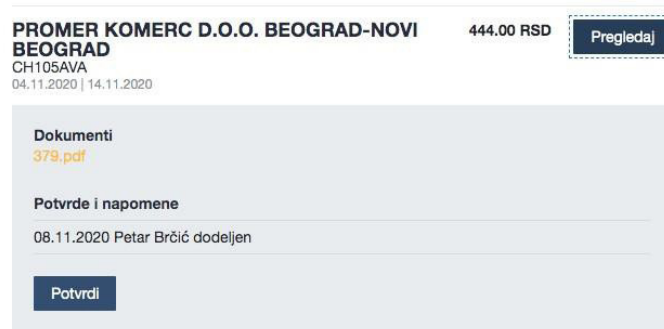 PROMER KOMERC D.O.O. BEOGRAD-NOVI
BEOGRAD
444.00 RSD
Pregledaj
CH105AVA
04.11.2020 | 14.11.2020
Dokumenti
379.pdf
Potvrde i napomene
08.11.2020 Petar Brčić dodeljen
Potvrdi